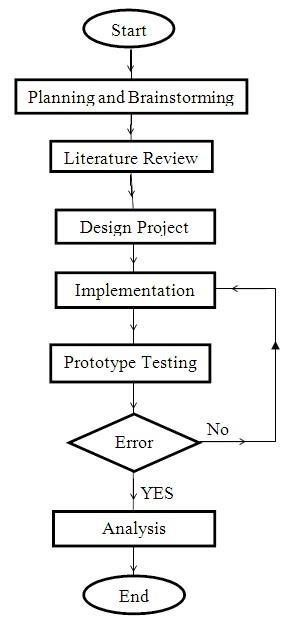 Start
Planning and Brainstorming
Literature Review
Design Project
Implementation
Prototype Testing
Error
No
YES
Analysis
End